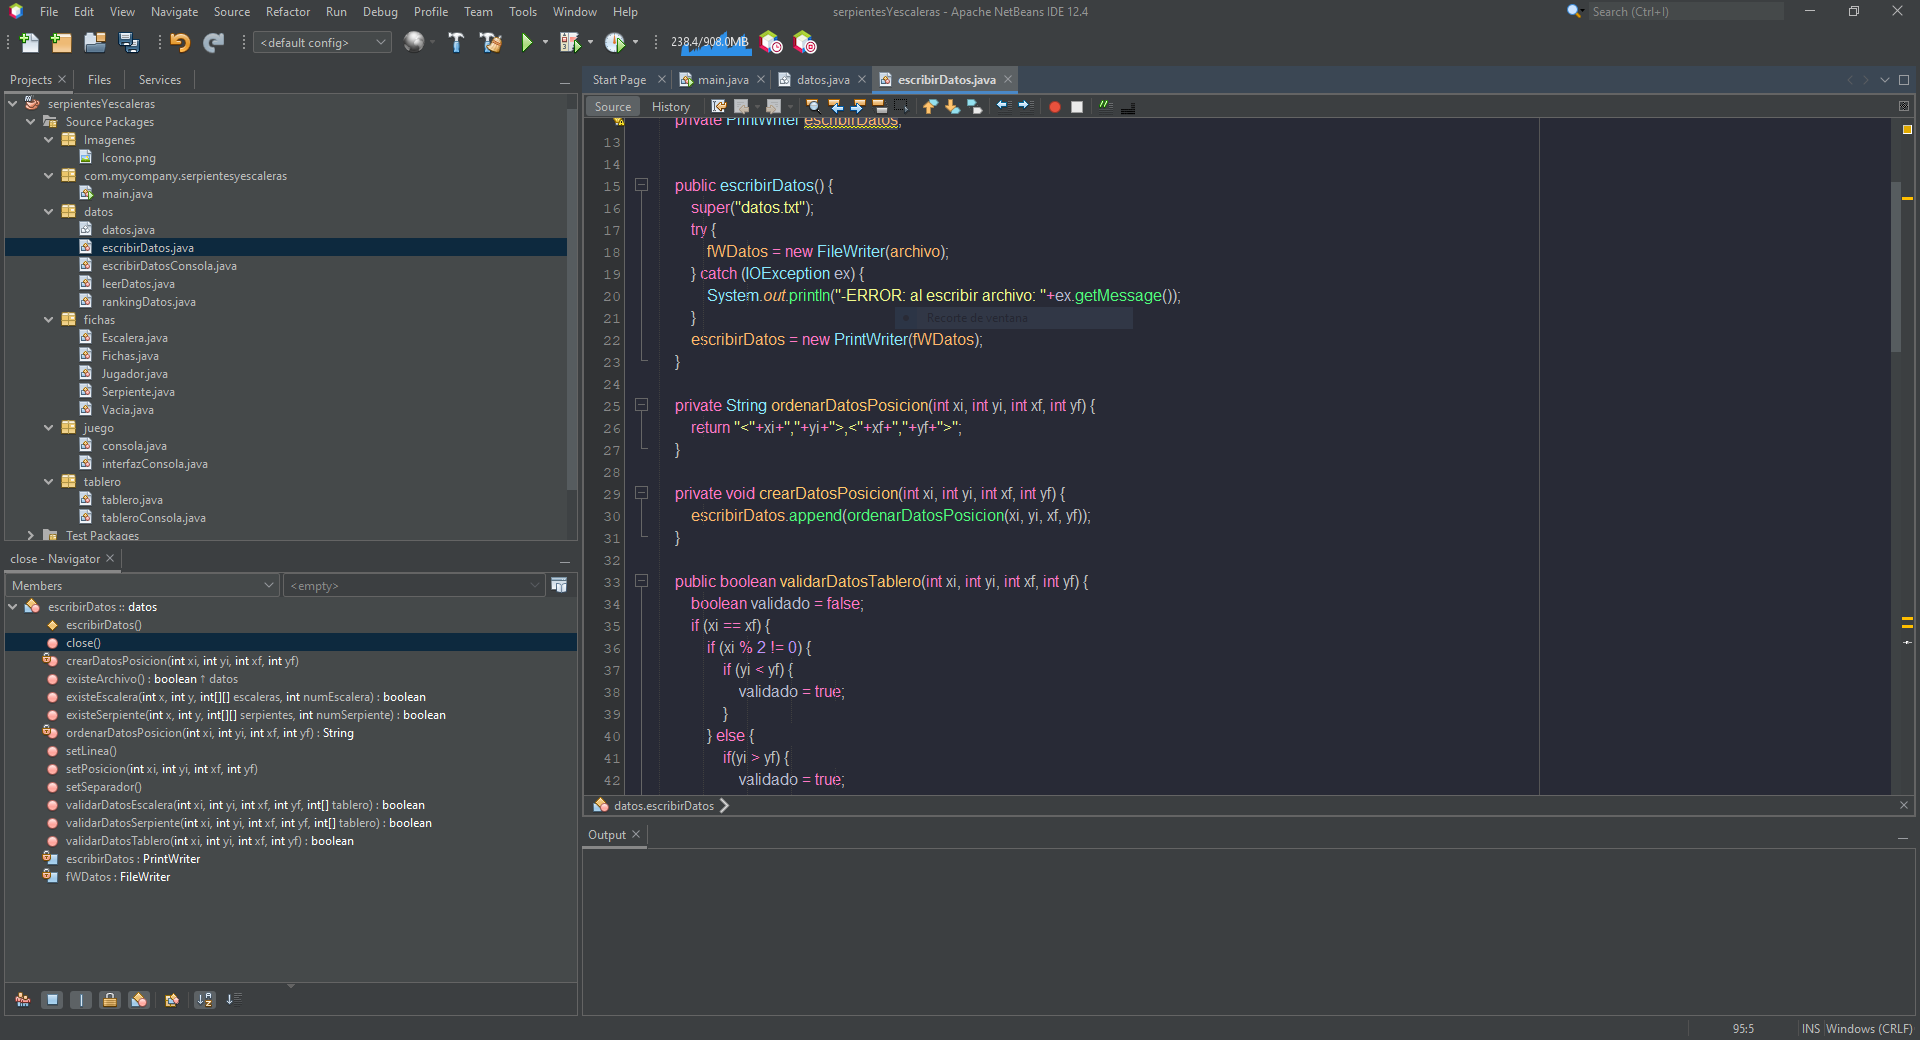 File Edit View Navigate Source Refactor Run Debug Profile Team Tools Window Help
serpientesYescaleras - Apache NetBeans IDE 12.4
Search (Ctrl+I)
<default config>
238.4/908.0MB
Projects Files Services
serpientesYescaleras
Source Packages
Imagenes
Icono.png
com.mycompany.serpientesyescaleras
main.java
datos
datos.java
escribirDatos.java
escribirDatosConsola.java
leerDatos.java
rankingDatos.java
fichas
Escalera.java
Fichas.java
Jugador.java
Serpiente.java
Vacia.java
juego
consola.java
interfazConsola.java
tablero
tablero.java
tableroConsola.java
Test Packages
close - Navigator
Members
<empty>
escribirDatos :: datos
escribirDatos()
close()
crearDatosPosicion(int xi, int yi, int xf, int yf)
existeArchivo() : boolean ↑ datos
existeEscalera(int x, int y, int[][] escaleras, int numEscalera) : boolean
existeSerpiente(int x, int y, int[][] serpientes, int numSerpiente) : boolean
ordenarDatosPosicion(int xi, int yi, int xf, int yf) : String
setLinea()
setPosicion(int xi, int yi, int xf, int yf)
setSeparador()
validarDatosEscalera(int xi, int yi, int xf, int yf, int[] tablero) : boolean
validarDatosSerpiente(int xi, int yi, int xf, int yf, int[] tablero) : boolean
validarDatosTablero(int xi, int yi, int xf, int yf) : boolean
escribirDatos : PrintWriter
fWDatos : FileWriter
Start Page main.java datos.java escribirDatos.java
Source History
private PrintWriter escribirDatos;
13
14
15 public escribirDatos() {
16 super("datos.txt");
17 try {
18 fWDatos = new FileWriter(archivo);
19 } catch (IOException ex) {
20 System.out.println("-ERROR: al escribir archivo: "+ex.getMessage());
21 }
Recorte de ventana
22 escribirDatos = new PrintWriter(fWDatos);
23 }
24
25 private String ordenarDatosPosicion(int xi, int yi, int xf, int yf) {
26 return "<"+xi+","+yi+">,<"+xf+","+yf+">";
27 }
28
29 private void crearDatosPosicion(int xi, int yi, int xf, int yf) {
30 escribirDatos.append(ordenarDatosPosicion(xi, yi, xf, yf));
31 }
32
33 public boolean validarDatosTablero(int xi, int yi, int xf, int yf) {
34 boolean validado = false;
35 if (xi == xf) {
36 if (xi % 2 != 0) {
37 if (yi < yf) {
38 validado = true;
39 }
40 } else {
41 if(yi > yf) {
42 validado = true;
datos.escribirDatos
Output
95:5 INS Windows (CRLF)